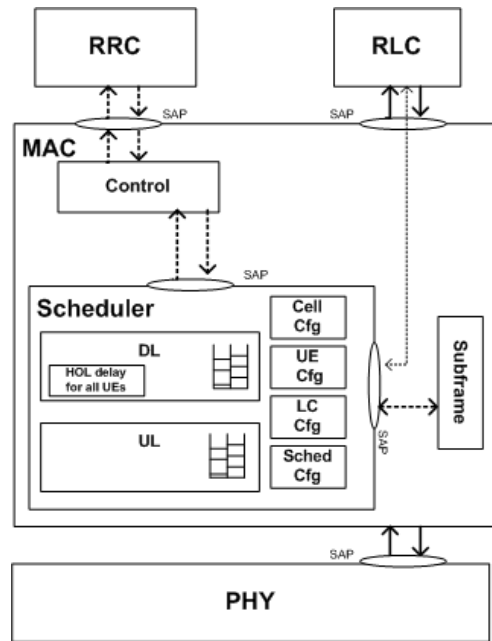 RRC
RLC
SAP
SAP
MAC
Control
SAP
Scheduler
Cell
Cfg
DL
HOL delay
for all UEs
UE
Cfg
LC
Cfg
UL
Sched
Cfg
SAP
Subframe
SAP
PHY